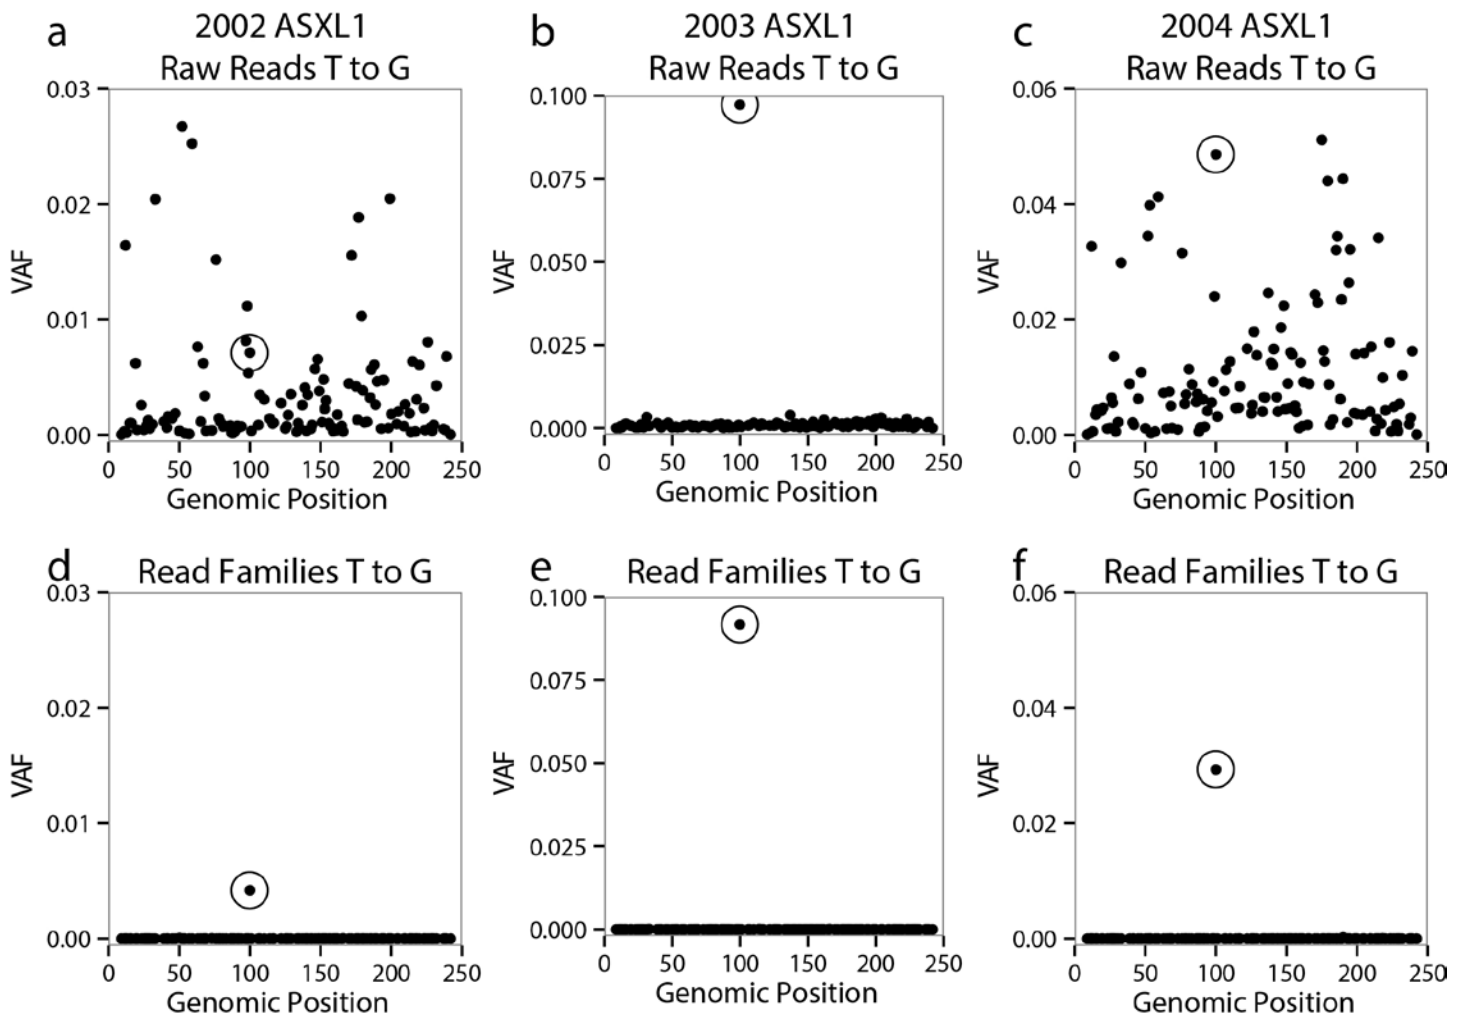 a
2002 ASXL1
Raw Reads T to G
0.03
0.02
0.01
0.00
VAF
0 50 100 150 200 250
Genomic Position
b
2003 ASXL1
Raw Reads T to G
0.100
0.075
0.050
0.025
0.000
VAF
0 50 100 150 200 250
Genomic Position
c
2004 ASXL1
Raw Reads T to G
0.06
0.04
0.02
0.00
VAF
0 50 100 150 200 250
Genomic Position
d
Read Families T to G
0.03
0.02
0.01
0.00
VAF
0 50 100 150 200 250
Genomic Position
e
Read Families T to G
0.100
0.075
0.050
0.025
0.000
VAF
0 50 100 150 200 250
Genomic Position
f
Read Families T to G
0.06
0.04
0.02
0.00
VAF
0 50 100 150 200 250
Genomic Position